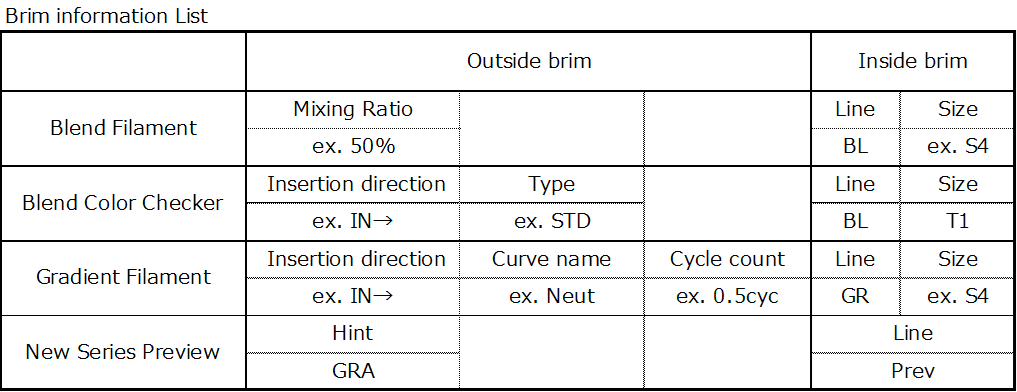 Brim information List
Outside brim Inside brim
Blend Filament
Mixing Ratio Line Size
ex. 50% BL ex. S4
Blend Color Checker
Insertion direction Type Line Size
ex. IN→ ex. STD BL T1
Gradient Filament
Insertion direction Curve name Cycle count Line Size
ex. IN→ ex. Neut ex. 0.5cyc GR ex. S4
New Series Preview
Hint Line
GRA Prev